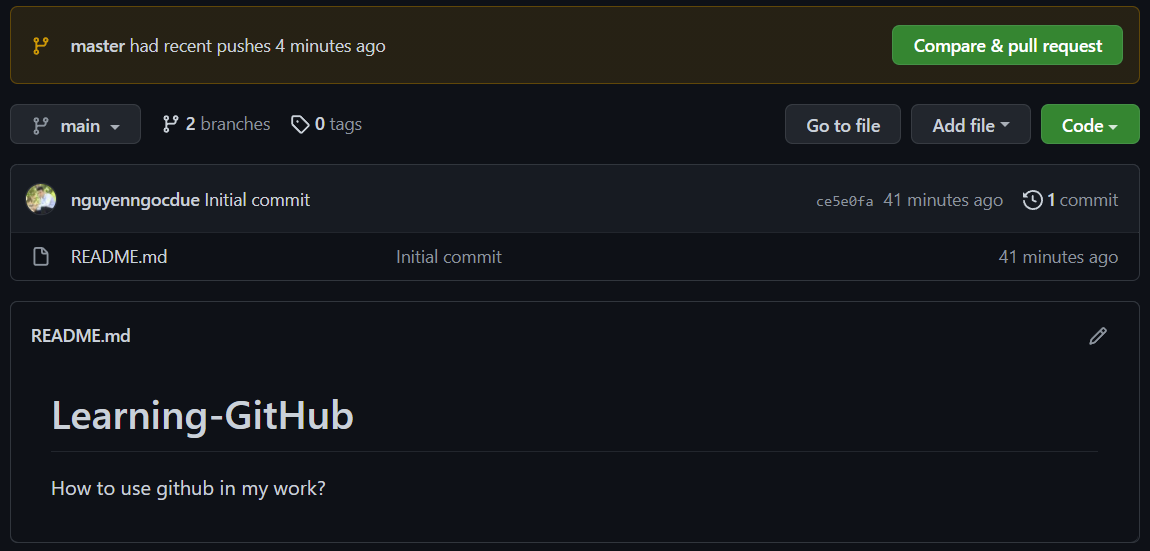 master had recent pushes 4 minutes ago Compare & pull request
main 2 branches 0 tags Go to file Add file Code
nguyenngocdue Initial commit ce5e0fa 41 minutes ago 1 commit
README.md Initial commit 41 minutes ago
README.md
Learning-GitHub
How to use github in my work?